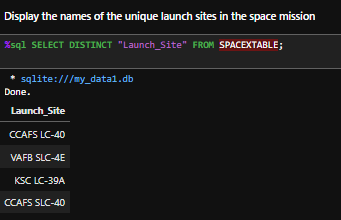 Display the names of the unique launch sites in the space mission
%sql SELECT DISTINCT "Launch_Site" FROM SPACEXTABLE;
* sqlite:///my_data1.db
Done.
Launch_Site
CCAFS LC-40
VAFB SLC-4E
KSC LC-39A
CCAFS SLC-40